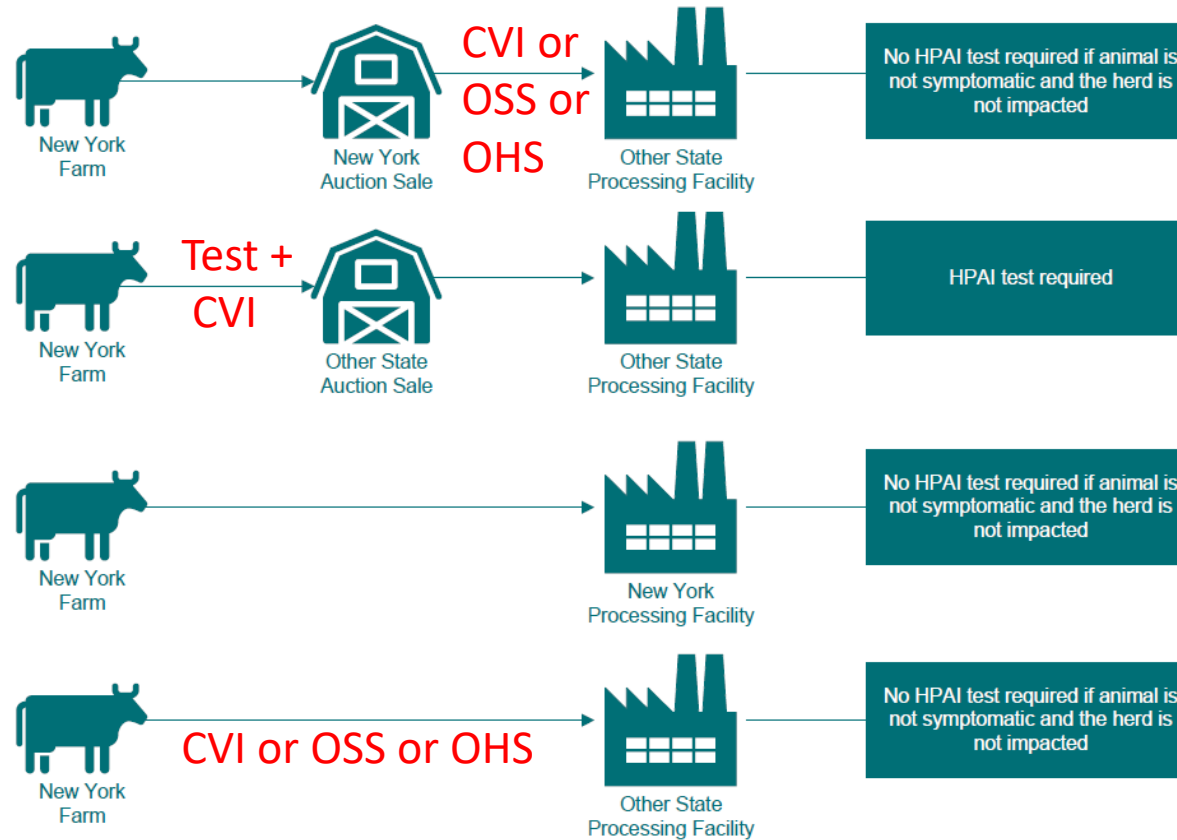 New York
Farm
New York
Auction Sale
CVI or
OSS or
OHS
Other State
Processing Facility
No HPAI test required if animal is
not symptomatic and the herd is
not impacted
New York
Farm
Test +
CVI
Other State
Auction Sale
Other State
Processing Facility
HPAI test required
New York
Farm
New York
Processing Facility
No HPAI test required if animal is
not symptomatic and the herd is
not impacted
New York
Farm
CVI or OSS or OHS
Other State
Processing Facility
No HPAI test required if animal is
not symptomatic and the herd is
not impacted